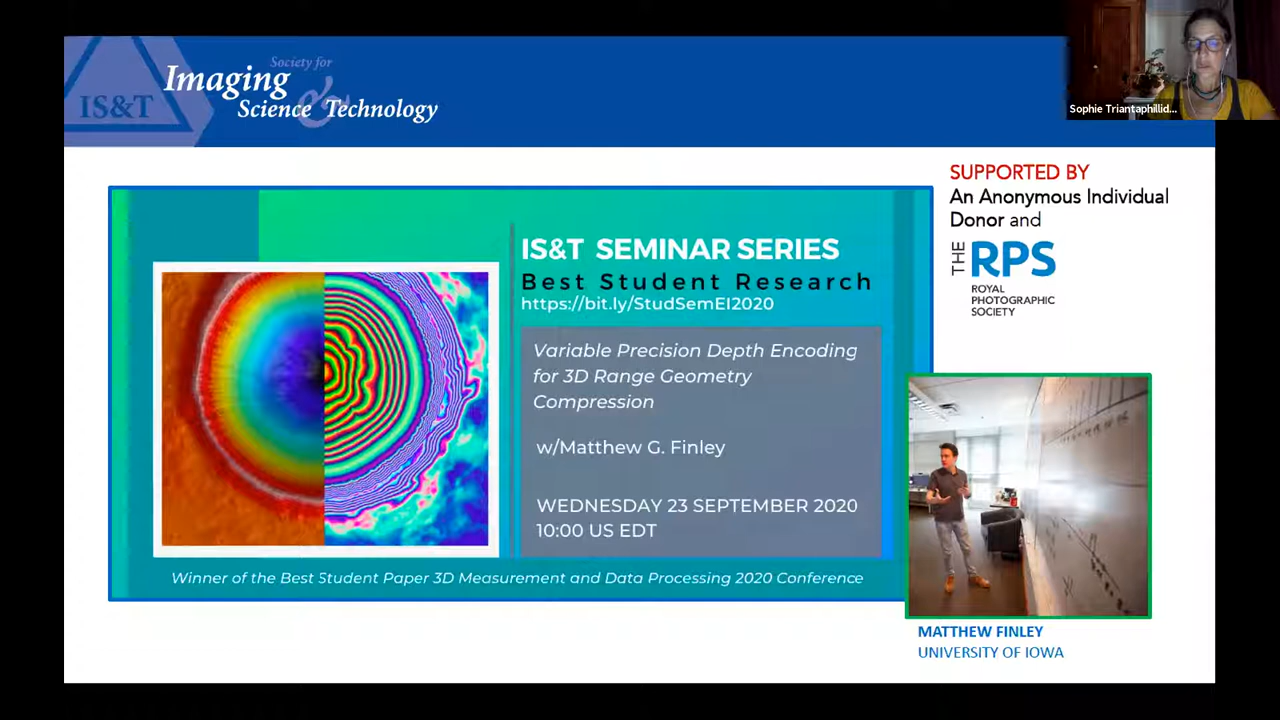 IS&T
Society for
Imaging
Science & Technology
Sophie Triantaphillid...
SUPPORTED BY
An Anonymous Individual
Donor and
THE RPS
ROYAL
PHOTOGRAPHIC
SOCIETY
IS&T SEMINAR SERIES
Best Student Research
https://bit.ly/StudSemEI2020
Variable Precision Depth Encoding
for 3D Range Geometry
Compression
w/Matthew G. Finley
WEDNESDAY 23 SEPTEMBER 2020
10:00 US EDT
Winner of the Best Student Paper 3D Measurement and Data Processing 2020 Conference
MATTHEW FINLEY
UNIVERSITY OF IOWA